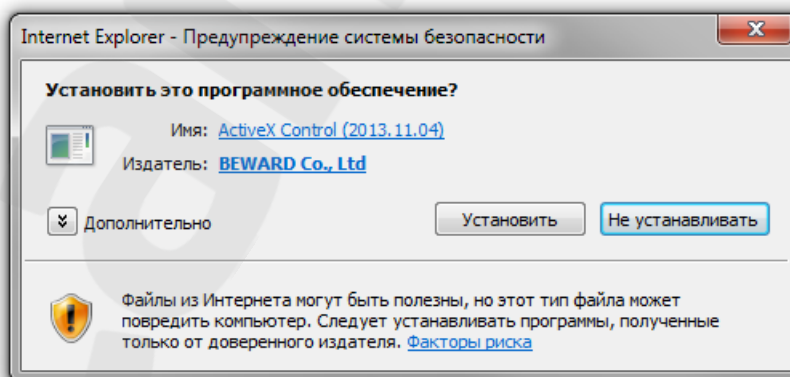 Internet Explorer - Предупреждение системы безопасности
Установить это программное обеспечение?
Имя: ActiveX Control (2013.11.04)
Издатель: BEWARD Co., Ltd
Дополнительно
Установить
Не устанавливать
Файлы из Интернета могут быть полезны, но этот тип файла может
повредить компьютер. Следует устанавливать программы, полученные
только от доверенного издателя. Факторы риска